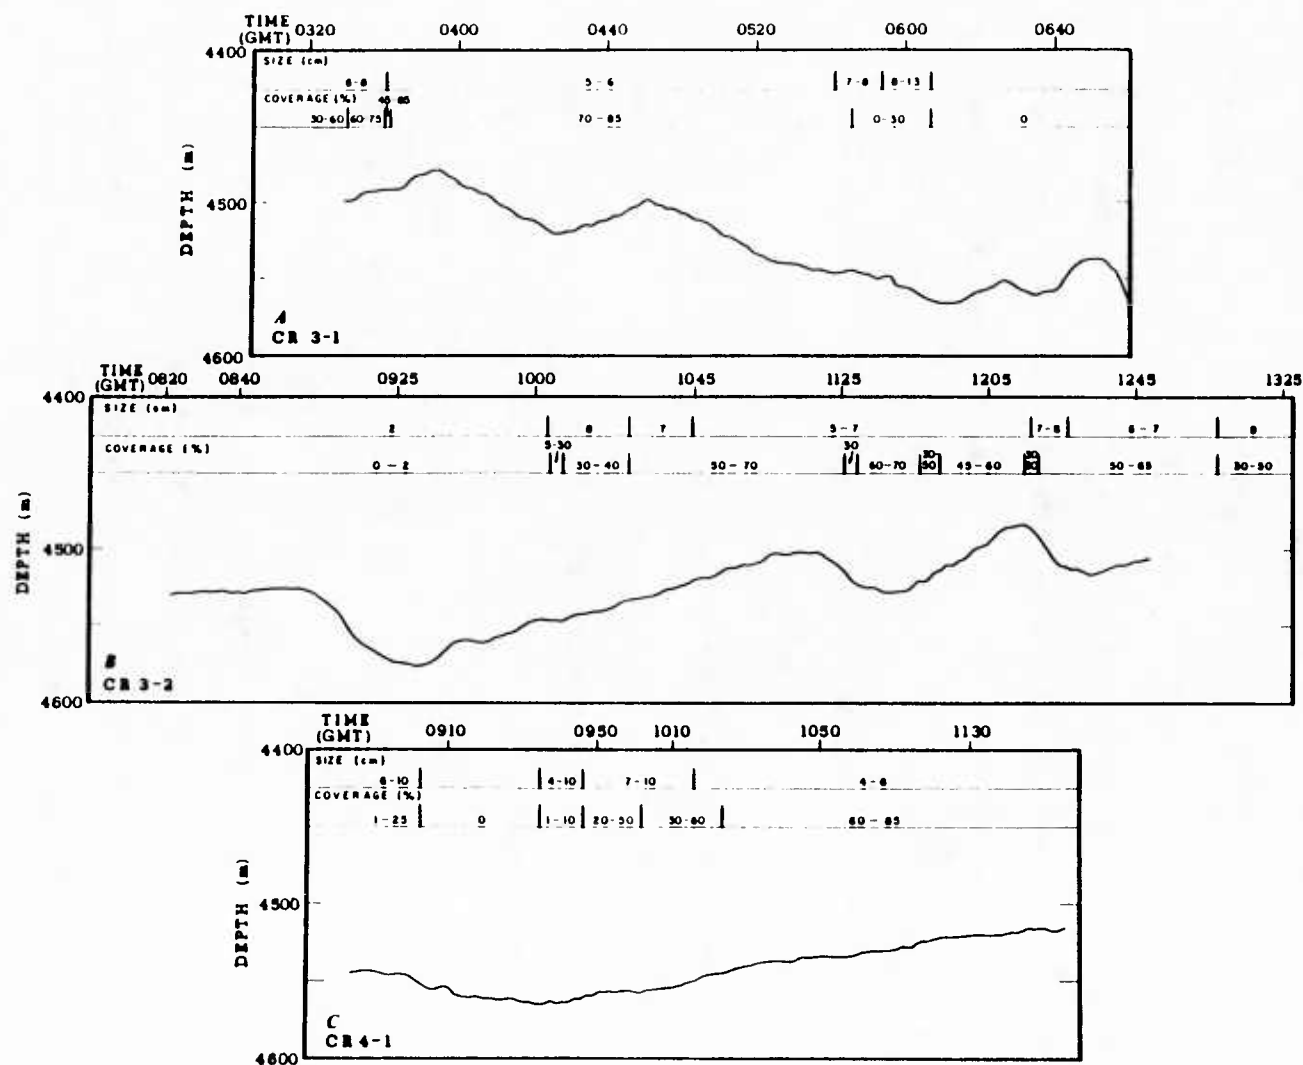 TIME
(GMT) 0320 0400 0440 0520 0600 0640
4400
SIZE (cm)
6-8 5-6 7-8 8-13
COVERAGE (%) 45-85
30-60 60-75 70-85 0-30 0
DEPTH (m)
4500
A
CR 3-1
4600
TIME
(GMT) 0820 0840 0925 1000 1045 1125 1205 1245 1325
4400
SIZE (cm)
2 8 7 5-7 7-8 6-7 8
COVERAGE (%) 5-30 30
0-2 30-40 50-70 60-70 45-60 50-65 30-50
DEPTH (m)
4500
B
CR 3-2
4600
TIME
(GMT) 0910 0950 1010 1050 1130
4400
SIZE (cm)
6-10 4-10 7-10 4-6
COVERAGE (%)
1-25 0 1-10 20-50 30-60 60-85
DEPTH (m)
4500
C
CR 4-1
4600